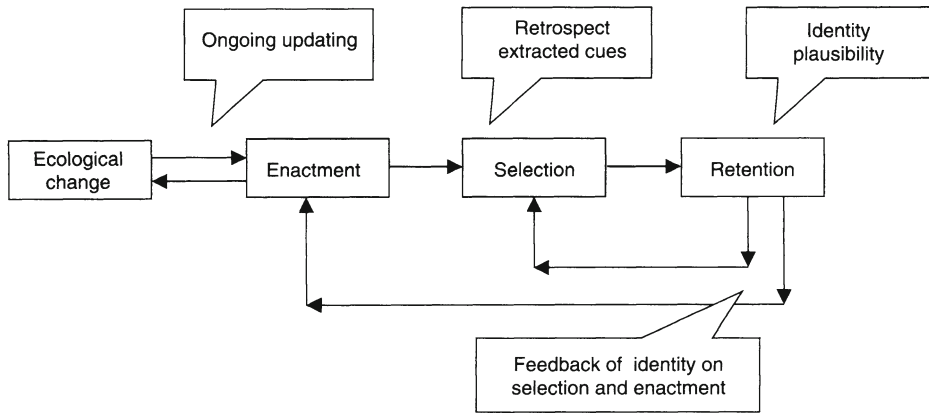 Ongoing updating
Retrospect
extracted cues
Identity
plausibility
Ecological
change
Enactment
Selection
Retention
Feedback of identity on
selection and enactment